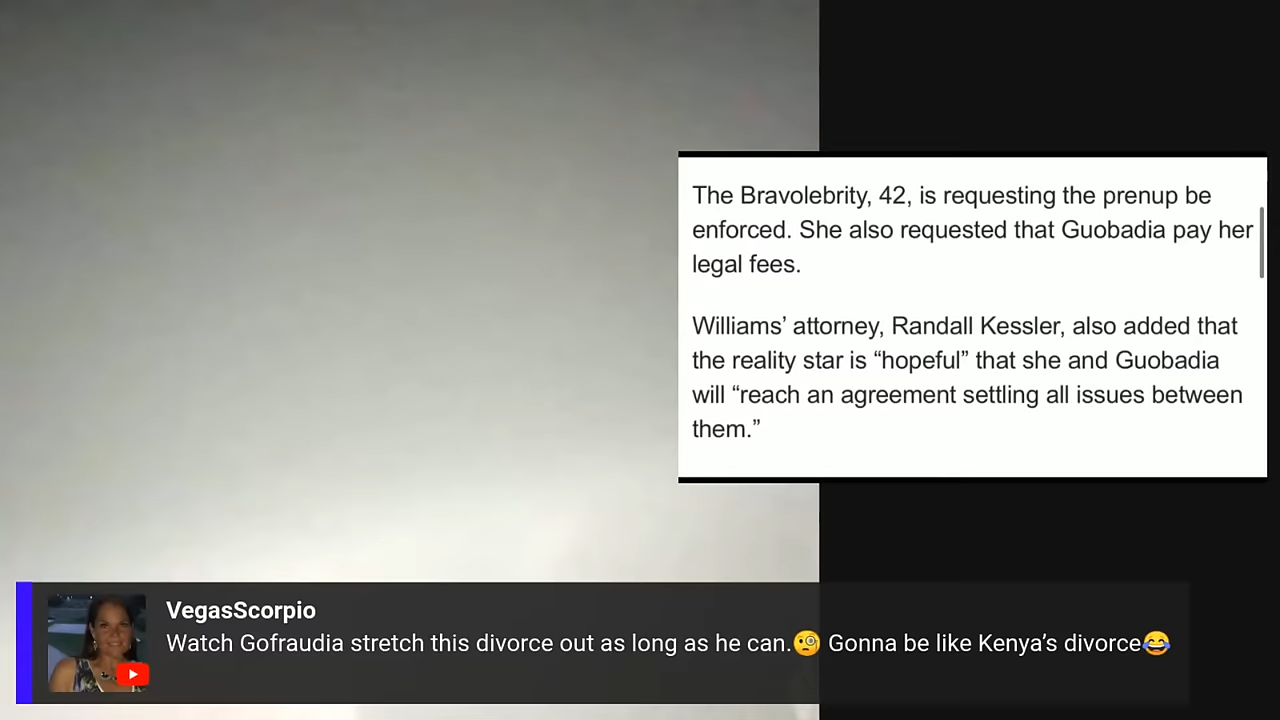 The Bravolebrity, 42, is requesting the prenup be
enforced. She also requested that Guobadia pay her
legal fees.
Williams’ attorney, Randall Kessler, also added that
the reality star is “hopeful” that she and Guobadia
will “reach an agreement settling all issues between
them.”
VegasScorpio
Watch Gofraudia stretch this divorce out as long as he can.🧐 Gonna be like Kenya’s divorce😂